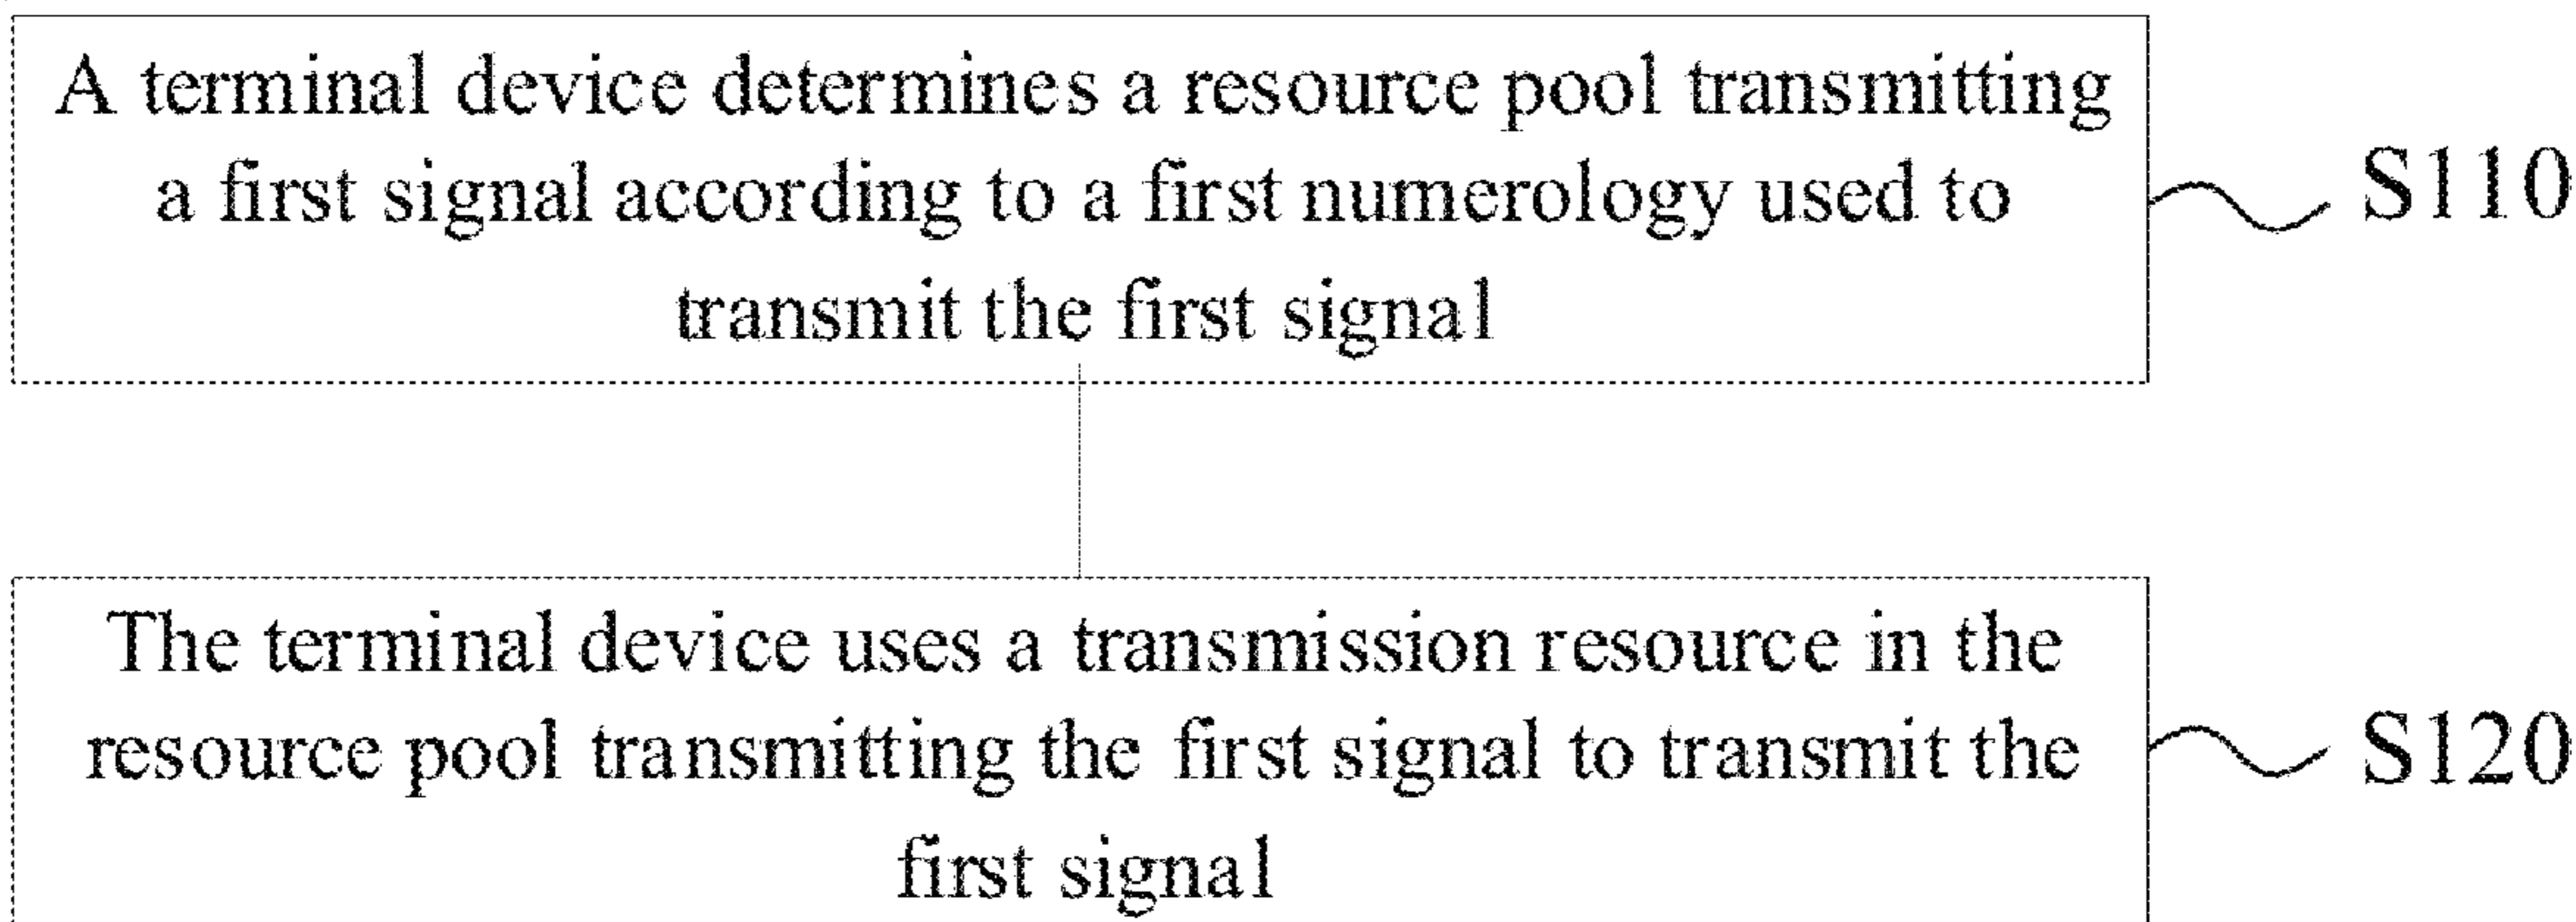 A terminal device determines a resource pool transmitting
a first signal according to a first numerology used to
transmit the first signal
S110
The terminal device uses a transmission resource in the
resource pool transmitting the first signal to transmit the
first signal
S120